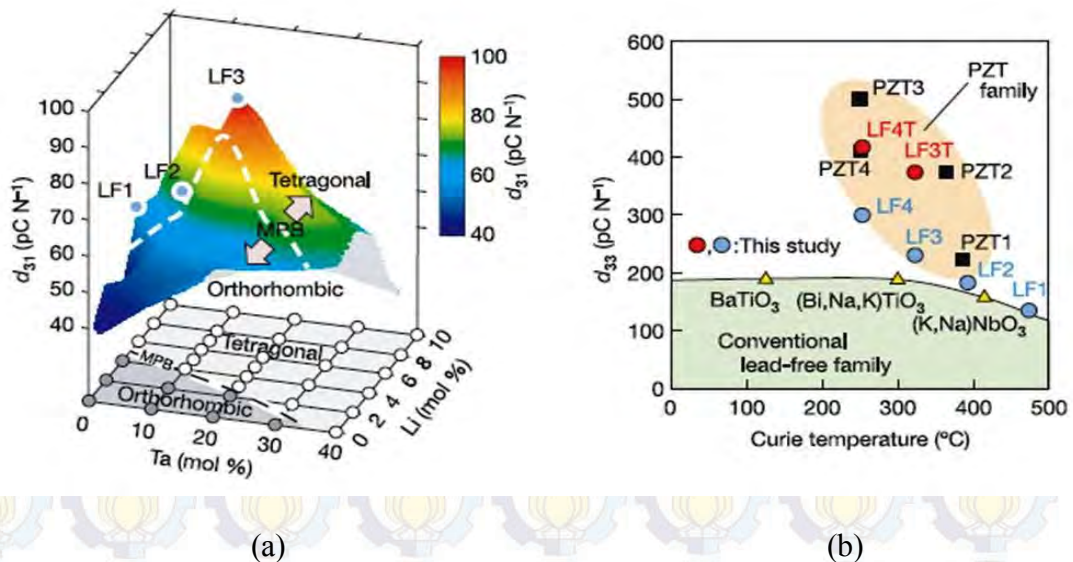 100
90
80
70
60
50
40
d31 (pC N−1)
LF1
LF2
LF3
Tetragonal
MPB
Orthorhombic
100
80
60
40
d31 (pC N−1)
Tetragonal
MPB
Orthorhombic
0
10
20
30
40
Ta (mol %)
0
2
4
6
8
10
Li (mol %)
(a)
600
500
400
300
200
100
0
d33 (pC N−1)
PZT family
PZT3
LF4T
LF3T
PZT4
PZT2
LF4
LF3
PZT1
LF2
LF1
,   :This study
BaTiO3
(Bi,Na,K)TiO3
(K,Na)NbO3
Conventional
lead-free family
0 100 200 300 400 500
Curie temperature (ºC)
(b)